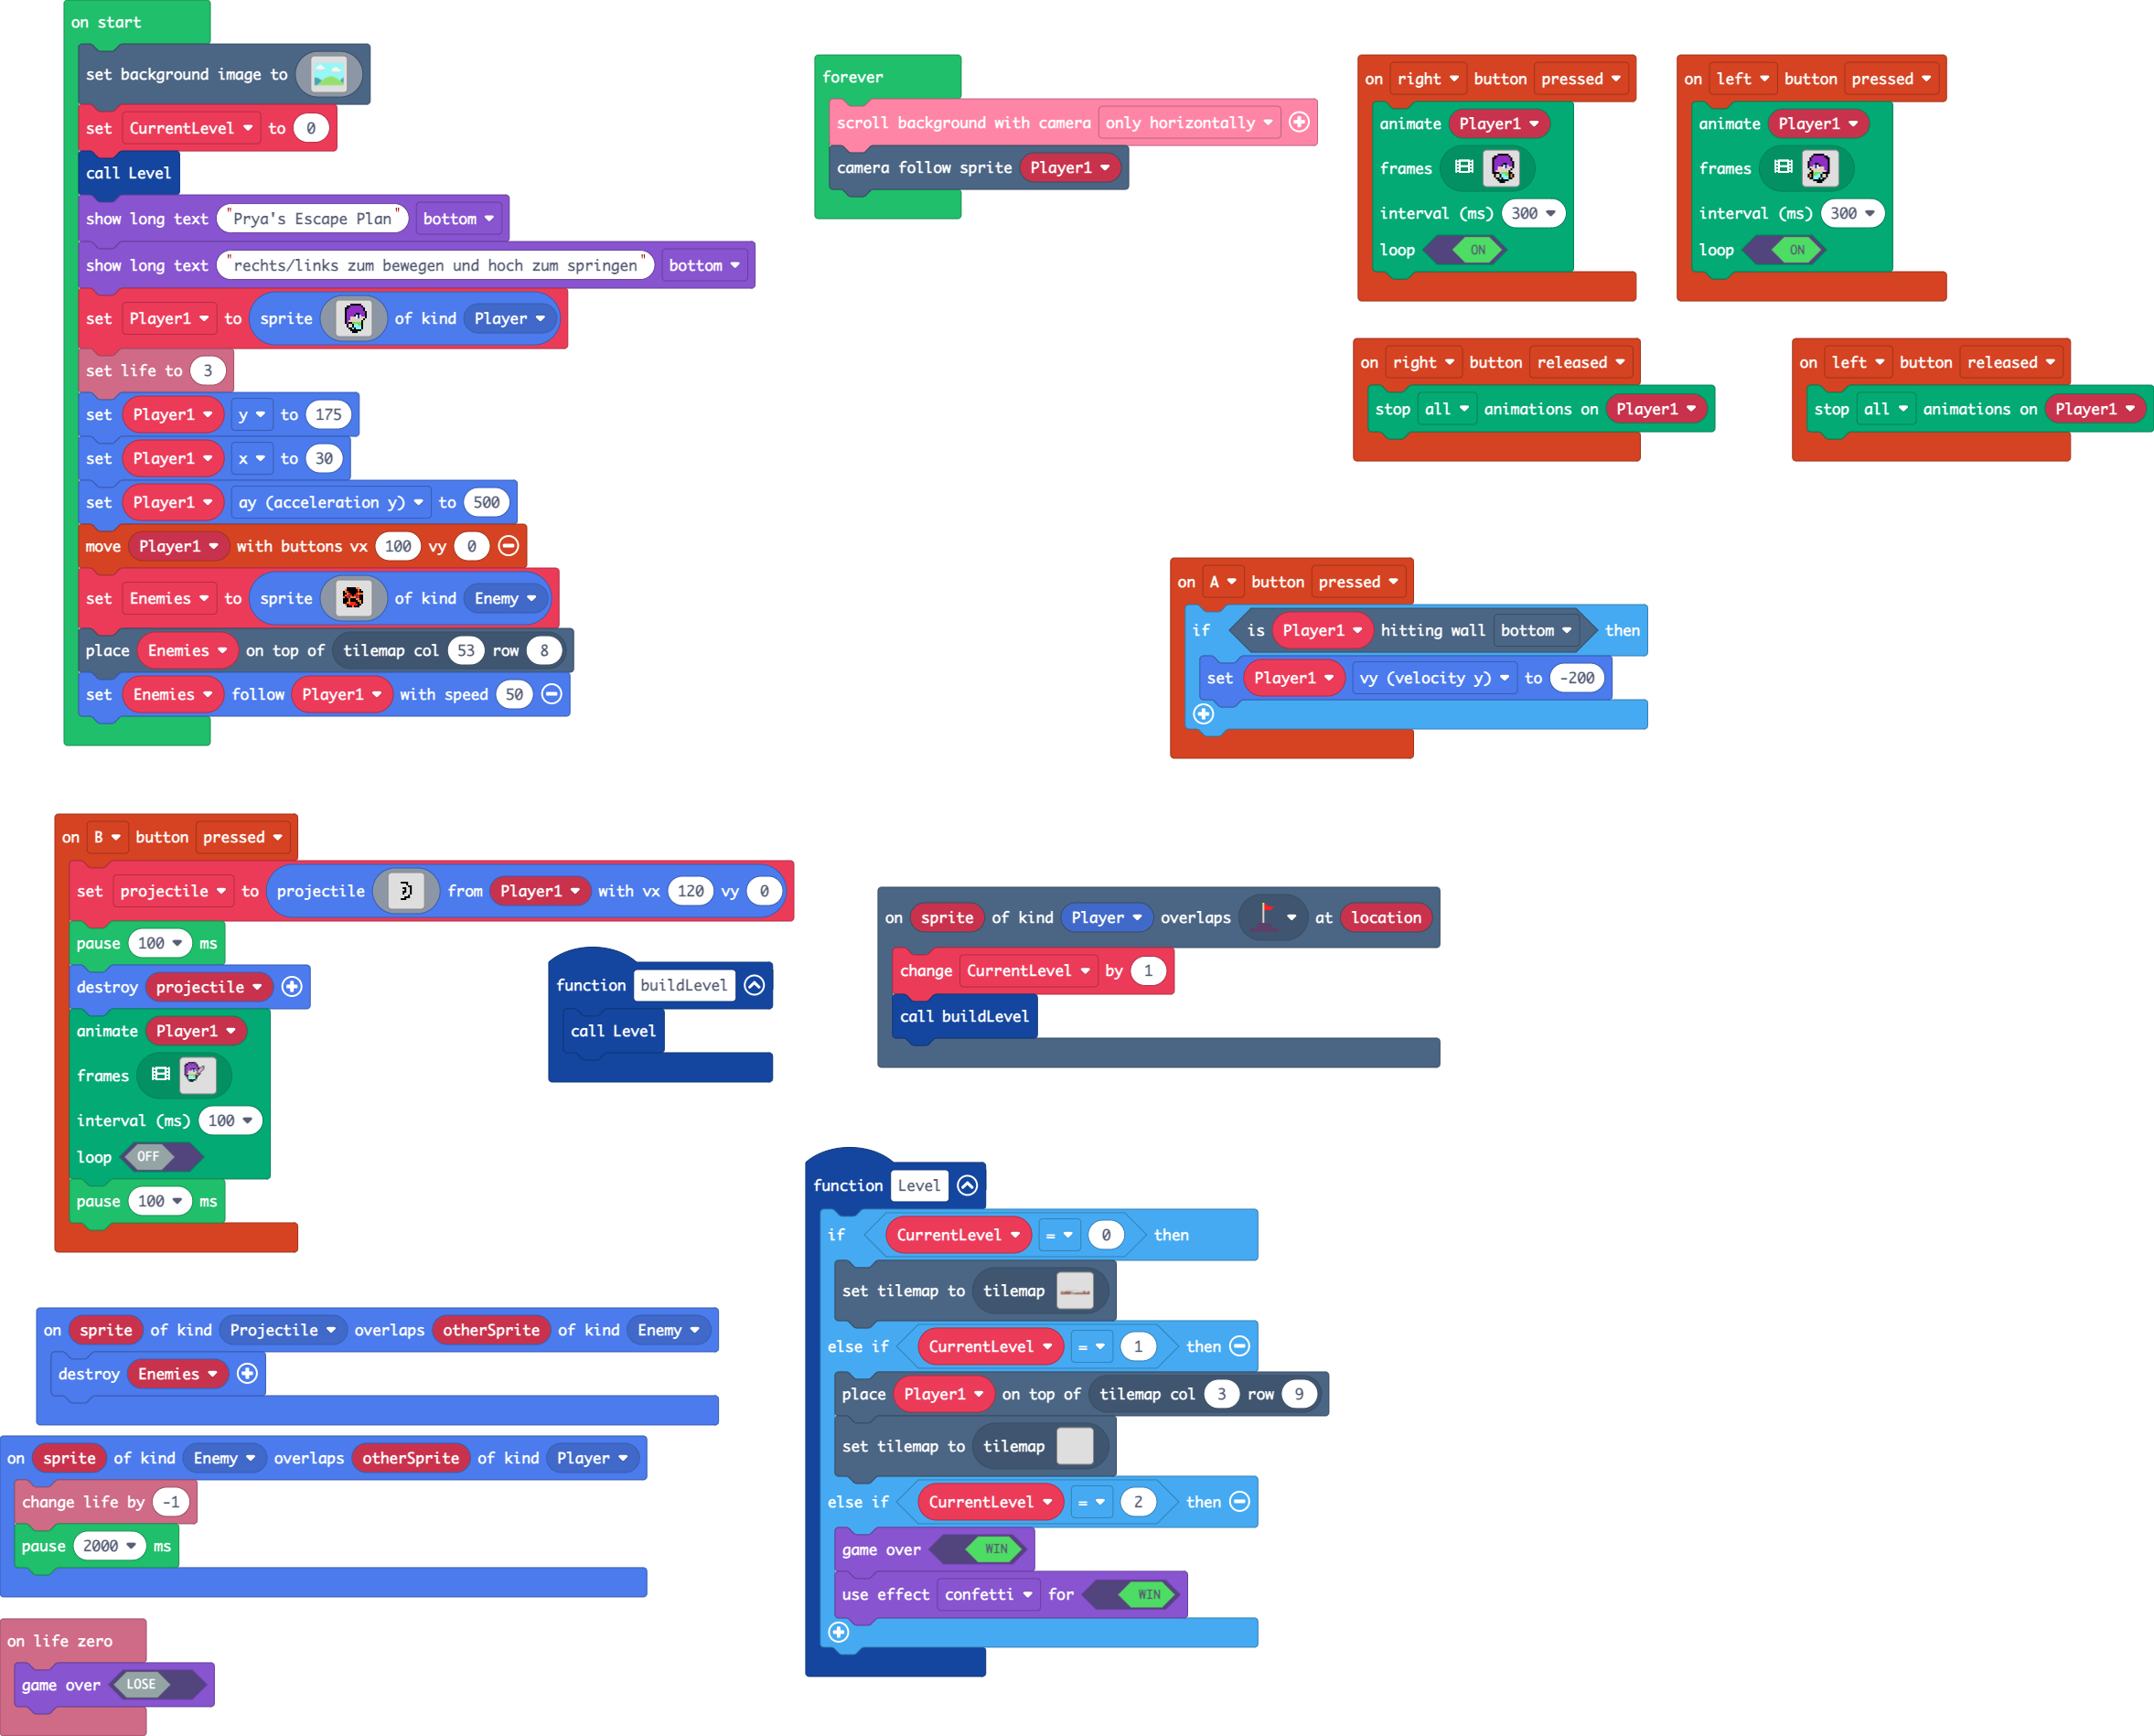 on start
set background image to
set CurrentLevel to 0
call Level
show long text "Prya's Escape Plan" bottom
show long text "rechts/links zum bewegen und hoch zum springen" bottom
set Player1 to sprite of kind Player
set life to 3
set Player1 y to 175
set Player1 x to 30
set Player1 ay (acceleration y) to 500
move Player1 with buttons vx 100 vy 0
set Enemies to sprite of kind Enemy
place Enemies on top of tilemap col 53 row 8
set Enemies follow Player1 with speed 50
forever
scroll background with camera only horizontally
camera follow sprite Player1
on right button pressed
animate Player1
frames
interval (ms) 300
loop ON
on left button pressed
animate Player1
frames
interval (ms) 300
loop ON
on right button released
stop all animations on Player1
on left button released
stop all animations on Player1
on A button pressed
if is Player1 hitting wall bottom then
set Player1 vy (velocity y) to -200
on B button pressed
set projectile to projectile from Player1 with vx 120 vy 0
pause 100 ms
destroy projectile
animate Player1
frames
interval (ms) 100
loop OFF
pause 100 ms
function buildLevel
call Level
on sprite of kind Player overlaps at location
change CurrentLevel by 1
call buildLevel
function Level
if CurrentLevel = 0 then
set tilemap to tilemap
else if CurrentLevel = 1 then
place Player1 on top of tilemap col 3 row 9
set tilemap to tilemap
else if CurrentLevel = 2 then
game over WIN
use effect confetti for WIN
on sprite of kind Projectile overlaps otherSprite of kind Enemy
destroy Enemies
on sprite of kind Enemy overlaps otherSprite of kind Player
change life by -1
pause 2000 ms
on life zero
game over LOSE